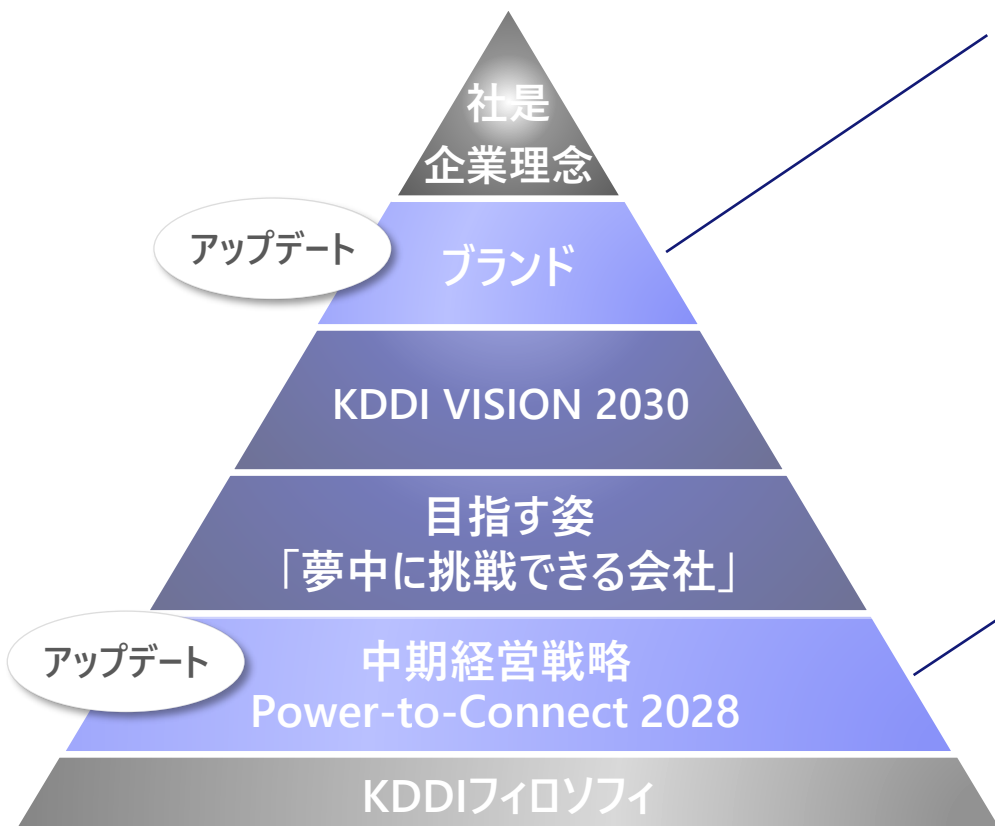 社是
企業理念
アップデート
ブランド
KDDI VISION 2030
目指す姿
「夢中に挑戦できる会社」
アップデート
中期経営戦略
Power-to-Connect 2028
KDDIフィロソフィ